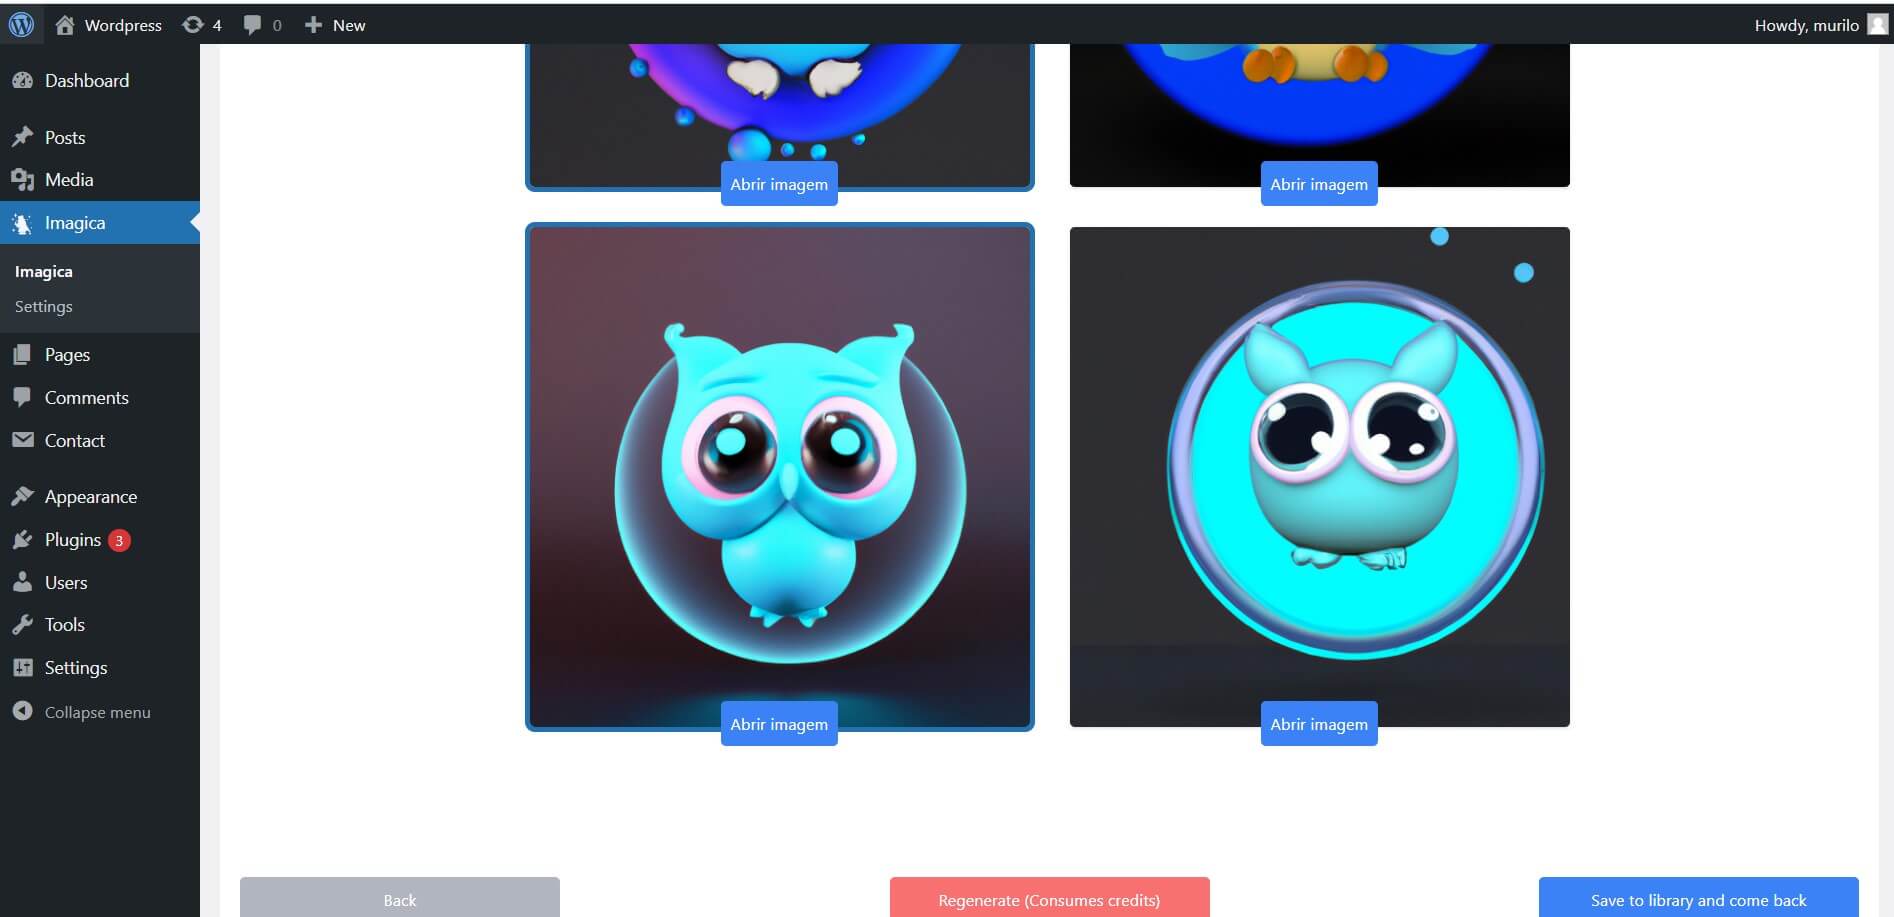 Wordpress
4
0
New
Howdy, murilo
Dashboard
Posts
Media
Imagica
Imagica
Settings
Pages
Comments
Contact
Appearance
Plugins 3
Users
Tools
Settings
Collapse menu
Abrir imagem
Abrir imagem
Abrir imagem
Abrir imagem
Back
Regenerate (Consumes credits)
Save to library and come back